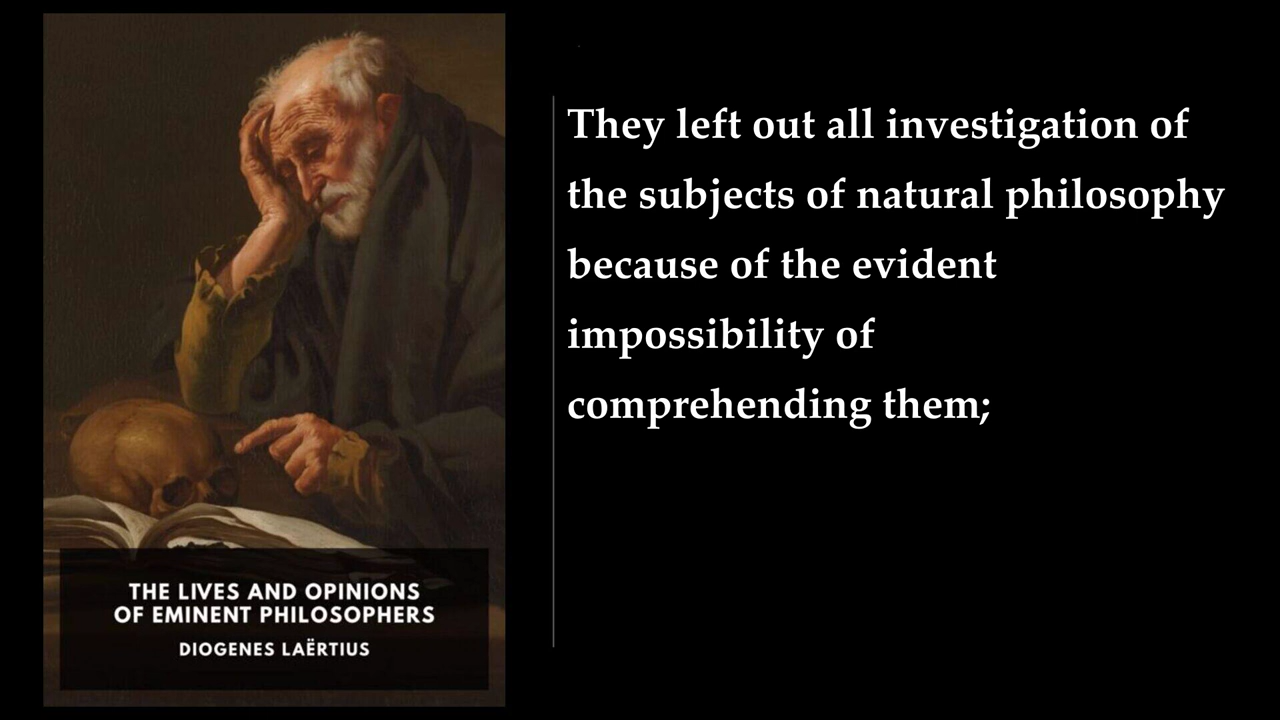 They left out all investigation of
the subjects of natural philosophy
because of the evident
impossibility of
comprehending them;
THE LIVES AND OPINIONS
OF EMINENT PHILOSOPHERS
DIOGENES LAËRTIUS